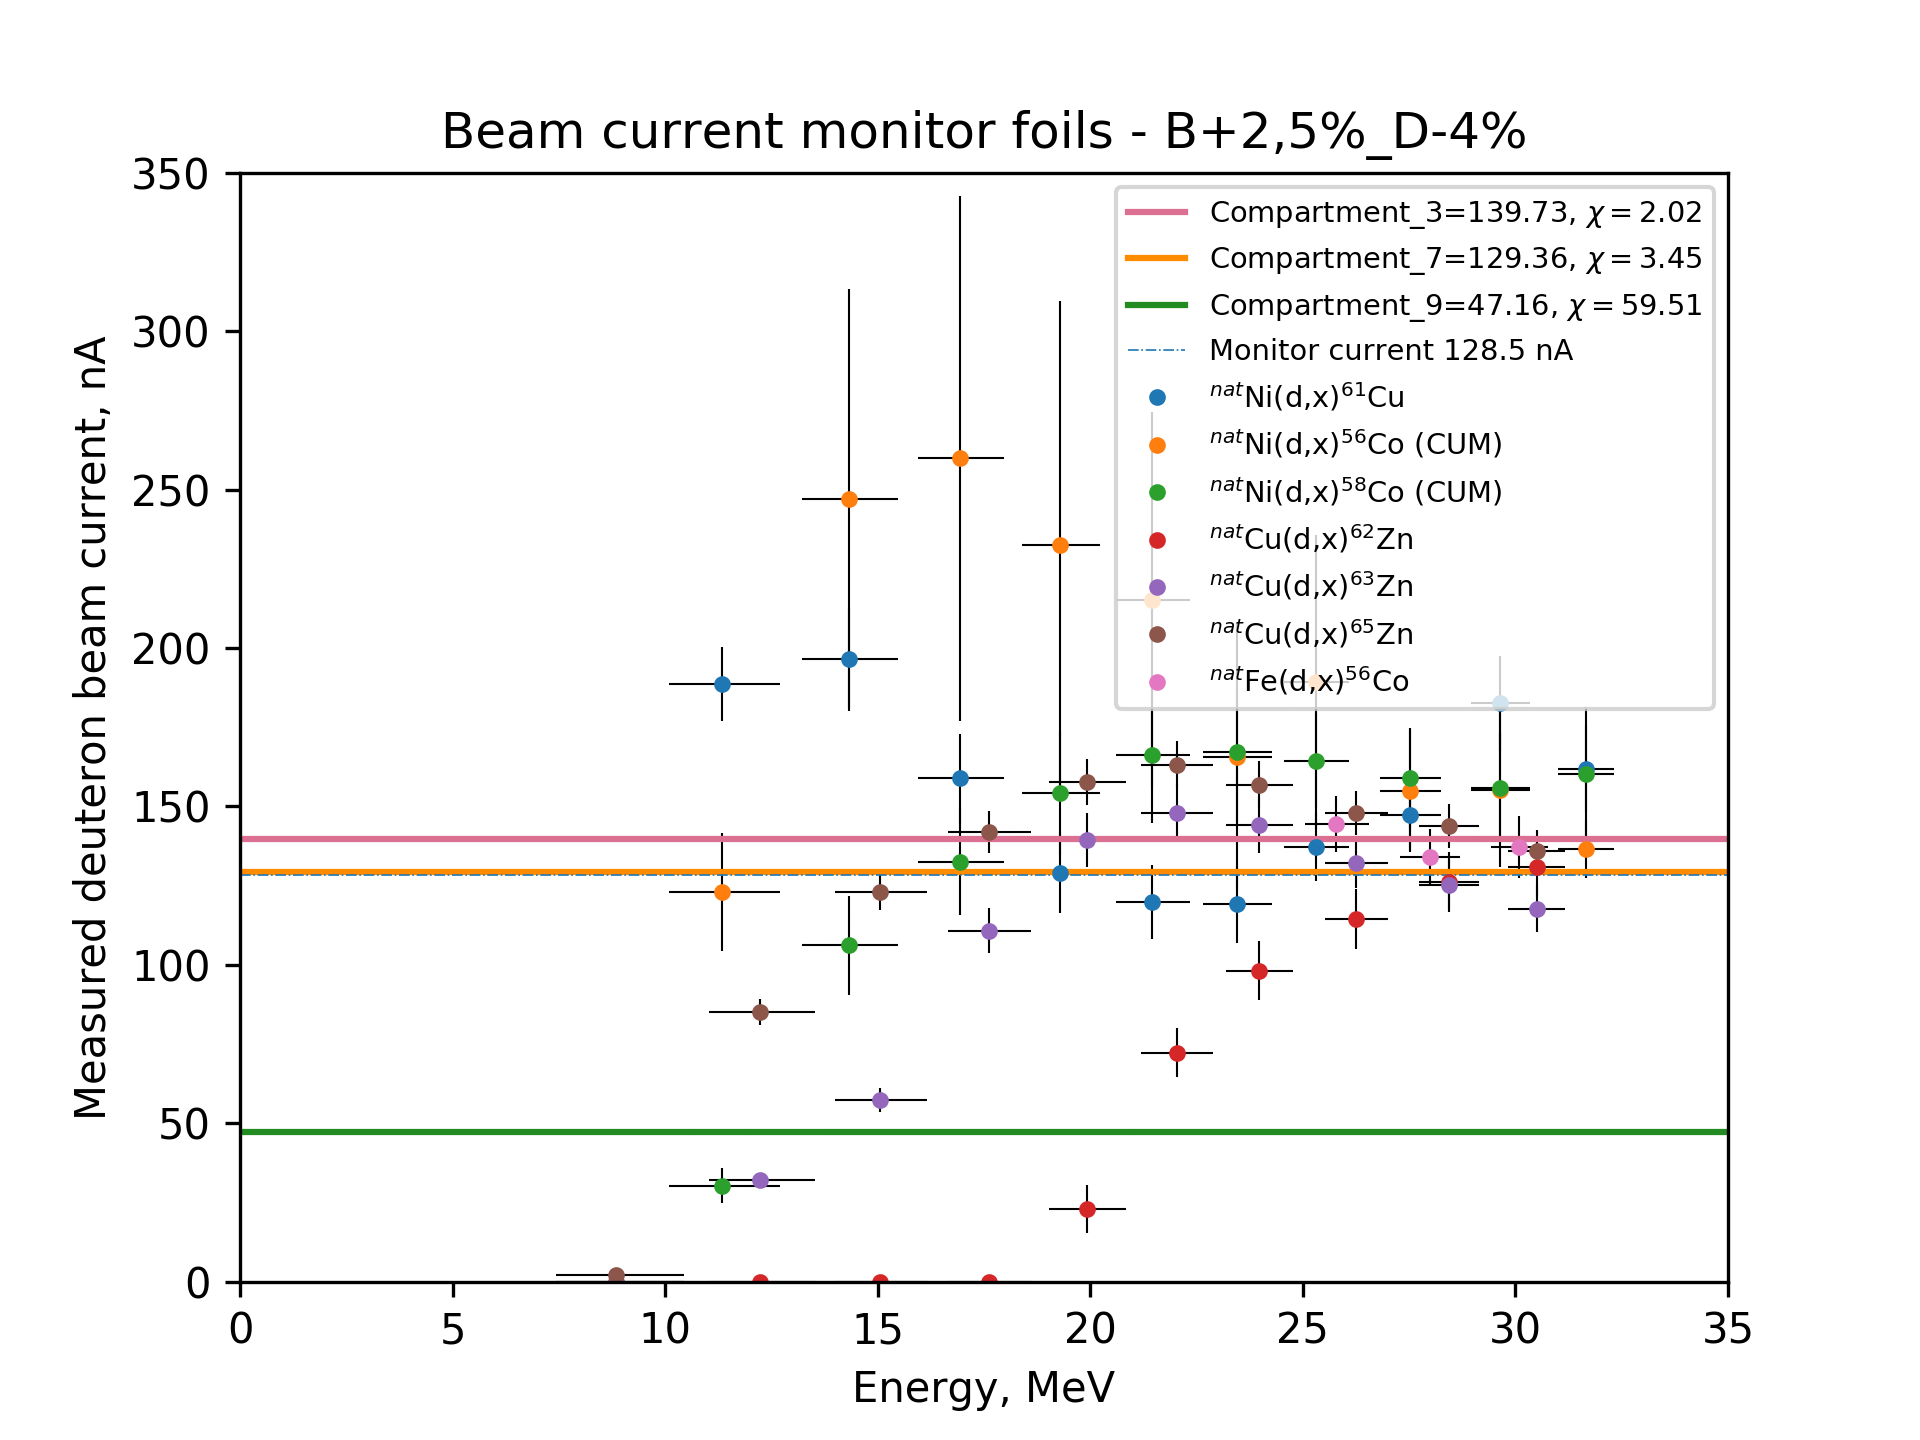 Beam current monitor foils - B+2,5%_D-4%
350
300
250
200
150
100
50
0
Measured deuteron beam current, nA
Compartment_3=139.73, χ = 2.02
Compartment_7=129.36, χ = 3.45
Compartment_9=47.16, χ = 59.51
Monitor current 128.5 nA
natNi(d,x)61Cu
natNi(d,x)56Co (CUM)
natNi(d,x)58Co (CUM)
natCu(d,x)62Zn
natCu(d,x)63Zn
natCu(d,x)65Zn
natFe(d,x)56Co
0 5 10 15 20 25 30 35
Energy, MeV